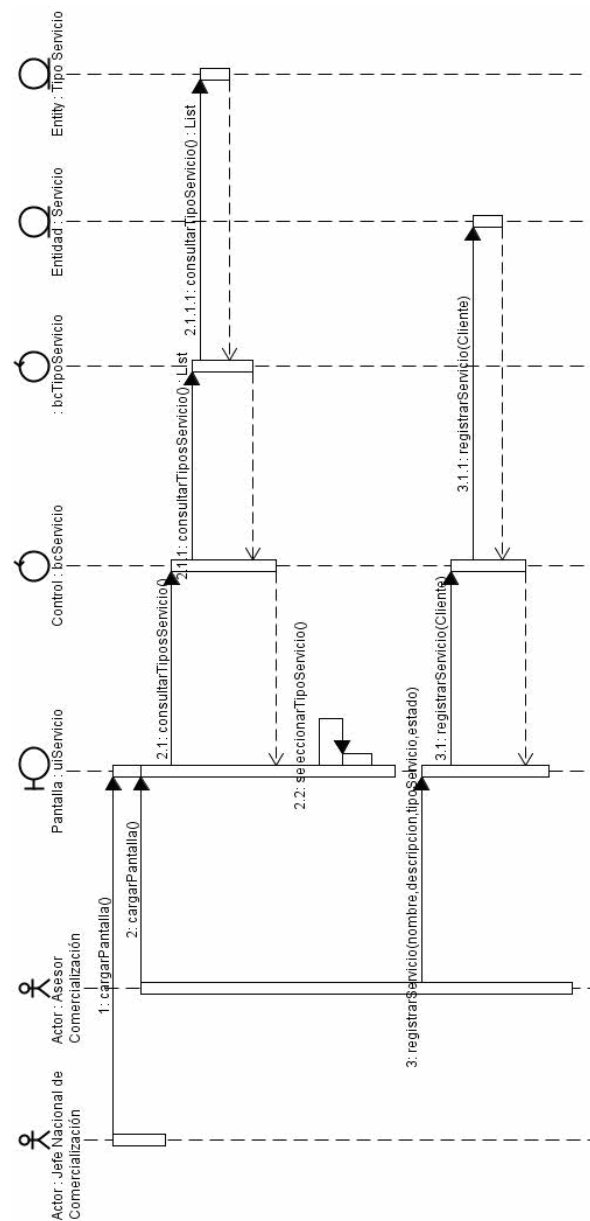 Actor : Jefe Nacional de
Comercialización
Actor : Asesor
Comercialización
Pantalla : uiServicio
Control : bcServicio
: bcTipoServicio
Entidad : Servicio
Entity : Tipo Servicio
1: cargarPantalla()
2: cargarPantalla()
2.1: consultarTiposServicio()
2.1.1: consultarTiposServicio() : List
2.1.1.1: consultarTipoServicio() : List
2.2: seleccionarTipoServicio()
3: registrarServicio(nombre,descripcion,tipoServicio,estado)
3.1: registrarServicio(Cliente)
3.1.1: registrarServicio(Cliente)